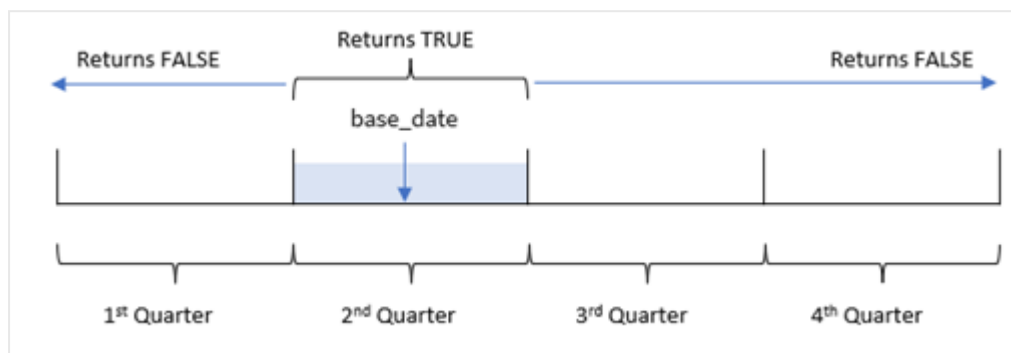 Returns TRUE
Returns FALSE
Returns FALSE
base_date
1st Quarter
2nd Quarter
3rd Quarter
4th Quarter